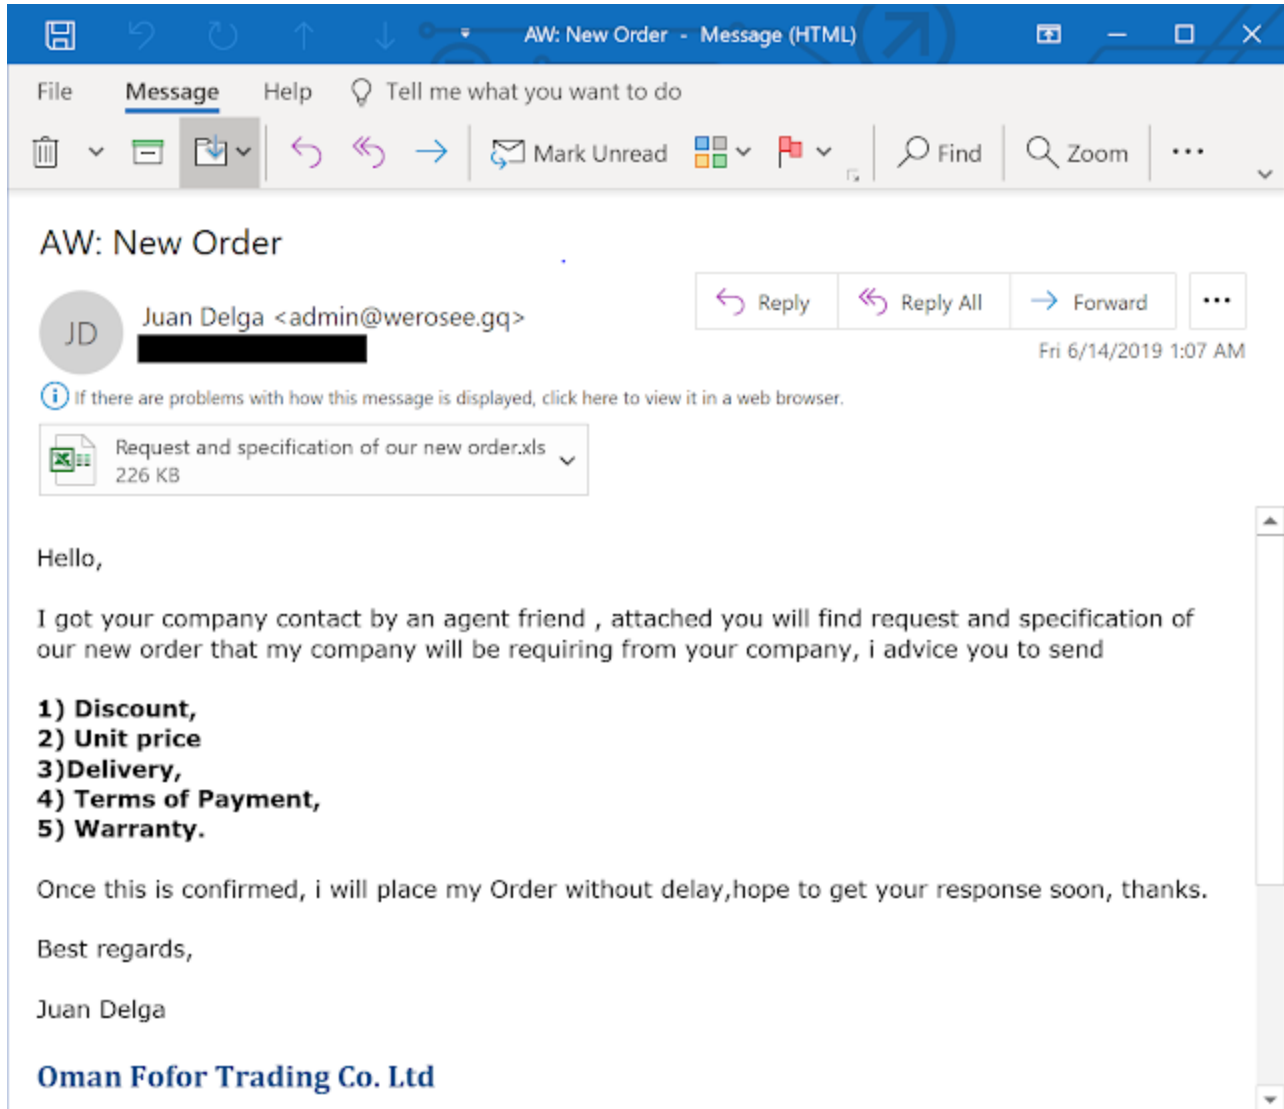 AW: New Order - Message (HTML)
File Message Help Tell me what you want to do
Mark Unread Find Zoom
AW: New Order
JD
Juan Delga <admin@werosee.gq>
Reply Reply All Forward
Fri 6/14/2019 1:07 AM
If there are problems with how this message is displayed, click here to view it in a web browser.
Request and specification of our new order.xls
226 KB
Hello,
I got your company contact by an agent friend , attached you will find request and specification of
our new order that my company will be requiring from your company, i advice you to send
1) Discount,
2) Unit price
3)Delivery,
4) Terms of Payment,
5) Warranty.
Once this is confirmed, i will place my Order without delay,hope to get your response soon, thanks.
Best regards,
Juan Delga
Oman Fofor Trading Co. Ltd